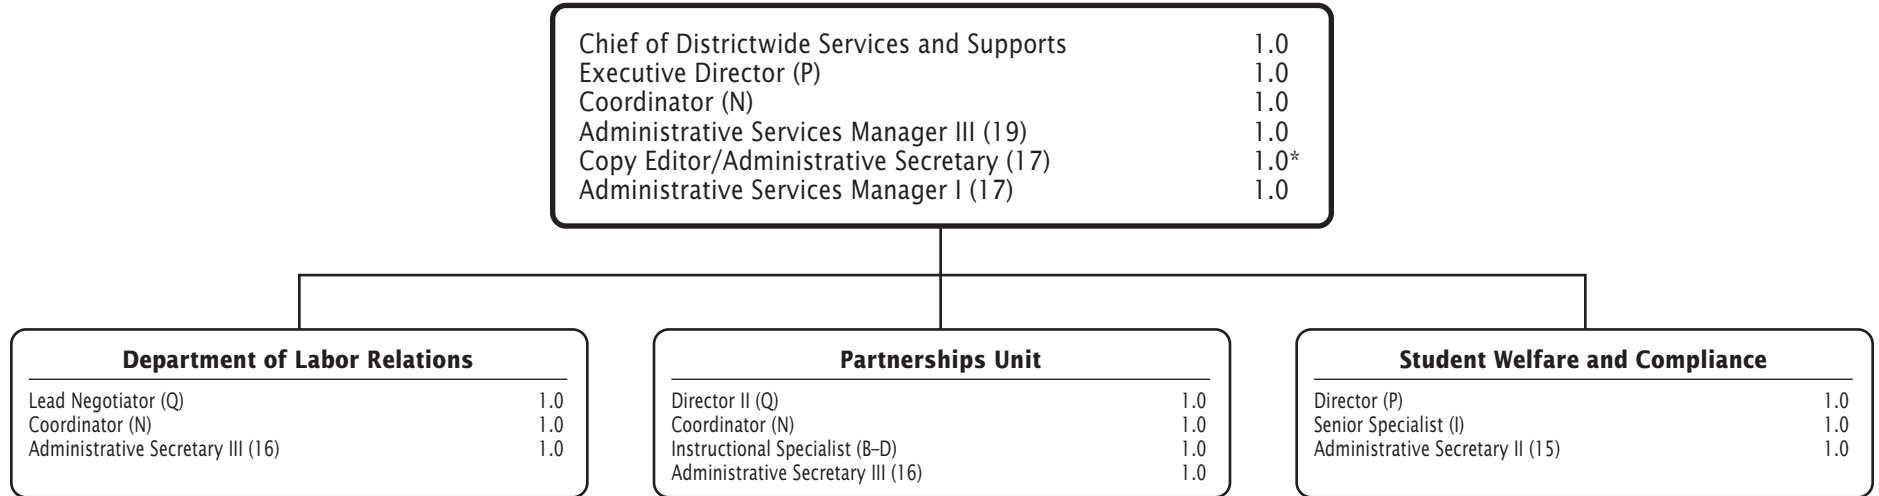 Chief of Districtwide Services and Supports 1.0
Executive Director (P) 1.0
Coordinator (N) 1.0
Administrative Services Manager III (19) 1.0
Copy Editor/Administrative Secretary (17) 1.0*
Administrative Services Manager I (17) 1.0
Department of Labor Relations
Lead Negotiator (Q) 1.0
Coordinator (N) 1.0
Administrative Secretary III (16) 1.0
Partnerships Unit
Director II (Q) 1.0
Coordinator (N) 1.0
Instructional Specialist (B–D) 1.0
Administrative Secretary III (16) 1.0
Student Welfare and Compliance
Director (P) 1.0
Senior Specialist (I) 1.0
Administrative Secretary II (15) 1.0